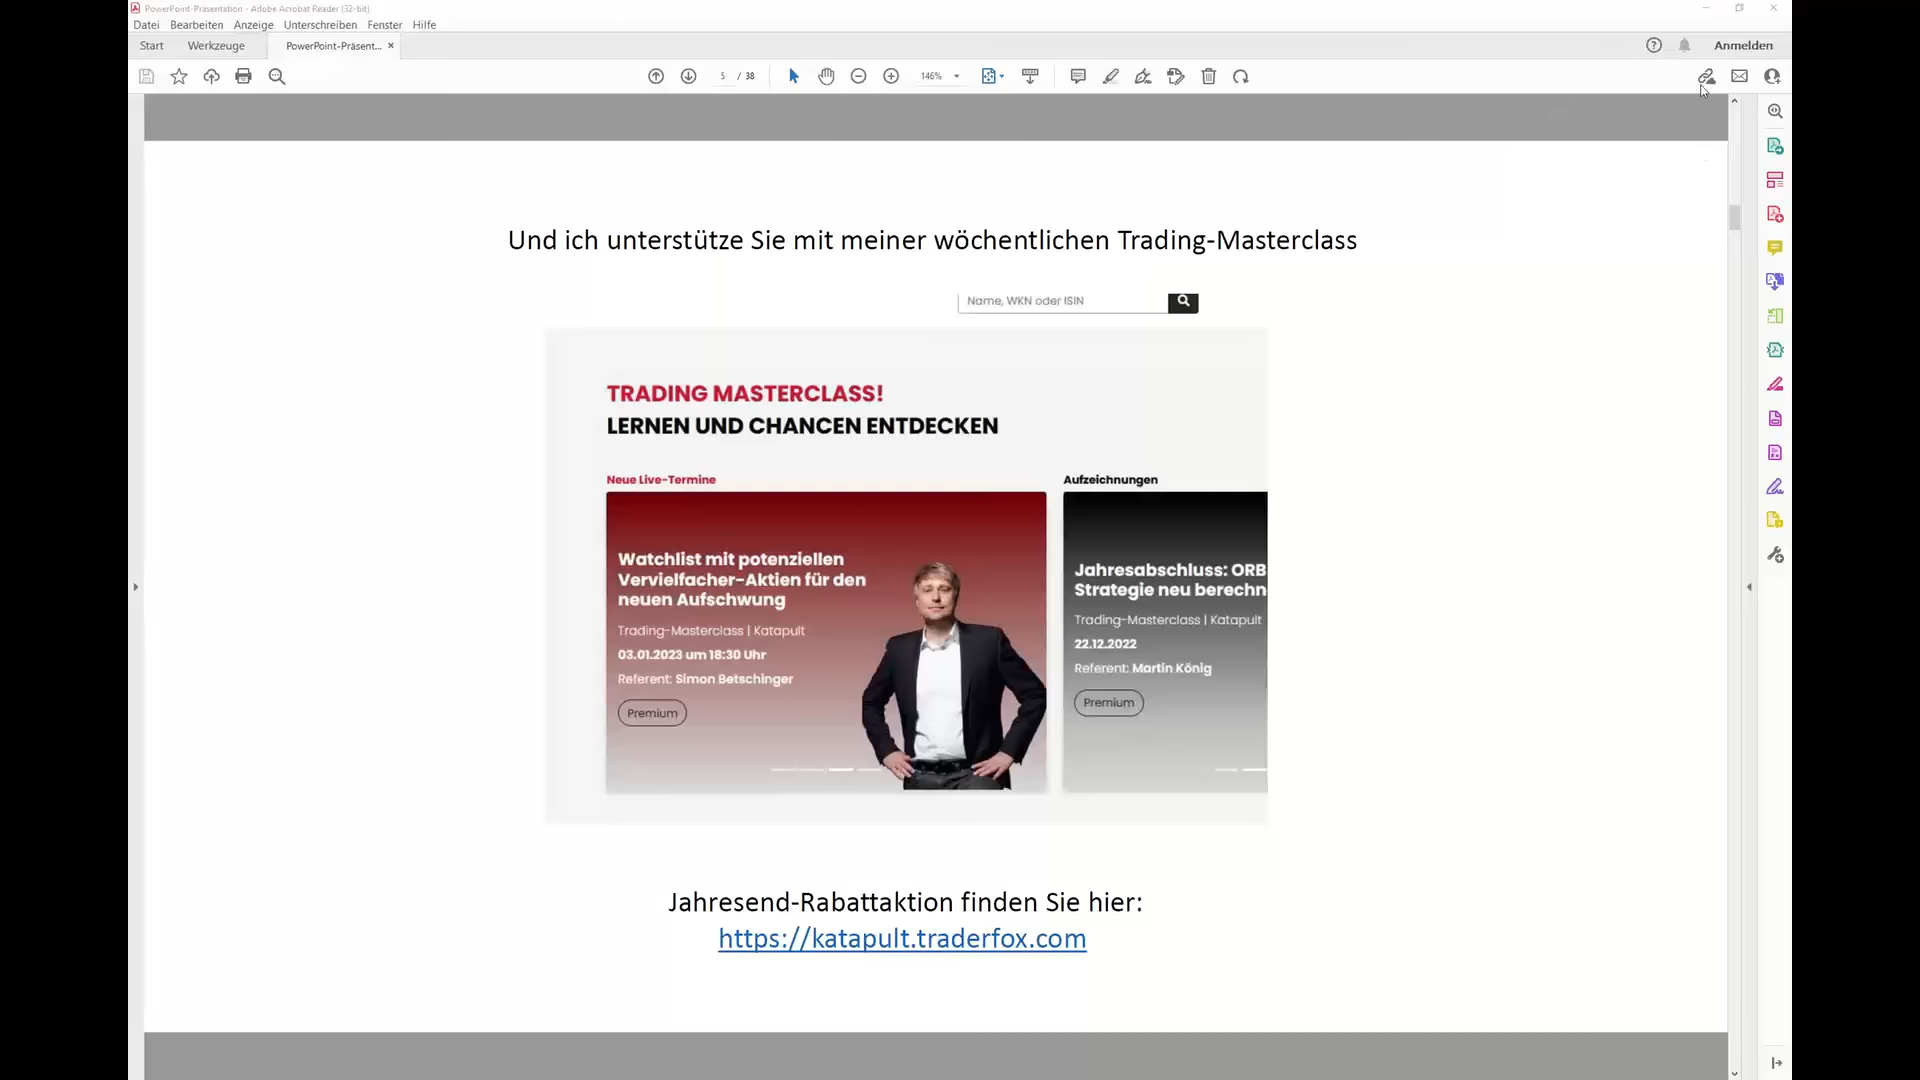 PowerPoint-Präsentation - Adobe Acrobat Reader (32-bit)
Datei Bearbeiten Anzeige Unterschreiben Fenster Hilfe
Start Werkzeuge PowerPoint-Präsent... × Anmelden
5 / 38 146%
Und ich unterstütze Sie mit meiner wöchentlichen Trading-Masterclass
Name, WKN oder ISIN
TRADING MASTERCLASS!
LERNEN UND CHANCEN ENTDECKEN
Neue Live-Termine
Watchlist mit potenziellen
Vervielfacher-Aktien für den
neuen Aufschwung
Trading-Masterclass | Katapult
03.01.2023 um 18:30 Uhr
Referent: Simon Betschinger
Premium
Aufzeichnungen
Jahresabschluss: ORB
Strategie neu berechn
Trading-Masterclass | Katapult
22.12.2022
Referent: Martin König
Premium
Jahresend-Rabattaktion finden Sie hier:
https://katapult.traderfox.com